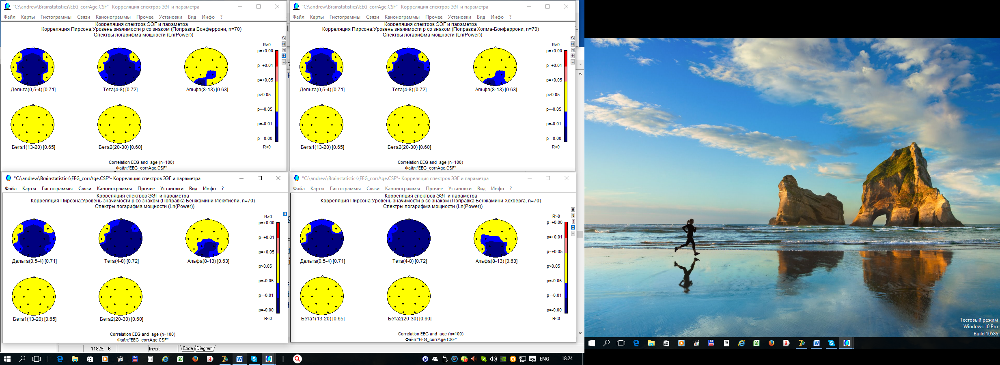 "C:\andrew\Brainstatistics\EEG_corrAge.CSF"- Корреляция спектров ЭЭГ и параметра
Файл Карты Гистограммы Связи Канонограммы Прочее Установки Вид Инфо ?
Корреляция спектров ЭЭГ и параметра
Корреляция Пирсона:Уровень значимости p со знаком (Поправка Бонферрони, n=70)
Спектры логарифма мощности (Ln(Power))
S
N
1
R>0
p=+0.00
p=+0.01
p=+0.05
p>0.05
p=-0.05
p=-0.01
p=-0.00
R<0
Дельта(0,5-4) [0.71] Тета(4-8) [0.72] Альфа(8-13) [0.63]
Бета1(13-20) [0.65] Бета2(20-30) [0.60]
Correlation EEG and age (n=100)
Файл:"EEG_corrAge.CSF"
"C:\andrew\Brainstatistics\EEG_corrAge.CSF"- Корреляция спектров ЭЭГ и параметра
Файл Карты Гистограммы Связи Канонограммы Прочее Установки Вид Инфо ?
Корреляция спектров ЭЭГ и параметра
Корреляция Пирсона:Уровень значимости p со знаком (Поправка Холма-Бонферрони, n=70)
Спектры логарифма мощности (Ln(Power))
S
N
1
R>0
p=+0.00
p=+0.01
p=+0.05
p>0.05
p=-0.05
p=-0.01
p=-0.00
R<0
Дельта(0,5-4) [0.71] Тета(4-8) [0.72] Альфа(8-13) [0.63]
Бета1(13-20) [0.65] Бета2(20-30) [0.60]
Correlation EEG and age (n=100)
Файл:"EEG_corrAge.CSF"
"C:\andrew\Brainstatistics\EEG_corrAge.CSF"- Корреляция спектров ЭЭГ и параметра
Файл Карты Гистограммы Связи Канонограммы Прочее Установки Вид Инфо ?
Корреляция спектров ЭЭГ и параметра
Корреляция Пирсона:Уровень значимости p со знаком (Поправка Бенжамини-Иекутиели, n=70)
Спектры логарифма мощности (Ln(Power))
R>0
p=+0.00
p=+0.01
p=+0.05
p>0.05
p=-0.05
p=-0.01
p=-0.00
R<0
Дельта(0,5-4) [0.71] Тета(4-8) [0.72] Альфа(8-13) [0.63]
Бета1(13-20) [0.65] Бета2(20-30) [0.60]
Correlation EEG and age (n=100)
Файл:"EEG_corrAge.CSF"
"C:\andrew\Brainstatistics\EEG_corrAge.CSF"- Корреляция спектров ЭЭГ и параметра
Файл Карты Гистограммы Связи Канонограммы Прочее Установки Вид Инфо ?
Корреляция спектров ЭЭГ и параметра
Корреляция Пирсона:Уровень значимости p со знаком (Поправка Бенжамини-Хохберга, n=70)
Спектры логарифма мощности (Ln(Power))
S
N
1
R>0
p=+0.00
p=+0.01
p=+0.05
p>0.05
p=-0.05
p=-0.01
p=-0.00
R<0
Дельта(0,5-4) [0.71] Тета(4-8) [0.72] Альфа(8-13) [0.63]
Бета1(13-20) [0.65] Бета2(20-30) [0.60]
Correlation EEG and age (n=100)
Файл:"EEG_corrAge.CSF"
11829: 6 Insert Code Diagram
ENG 18:24
Тестовый режим
Windows 10 Pro
Build 10586